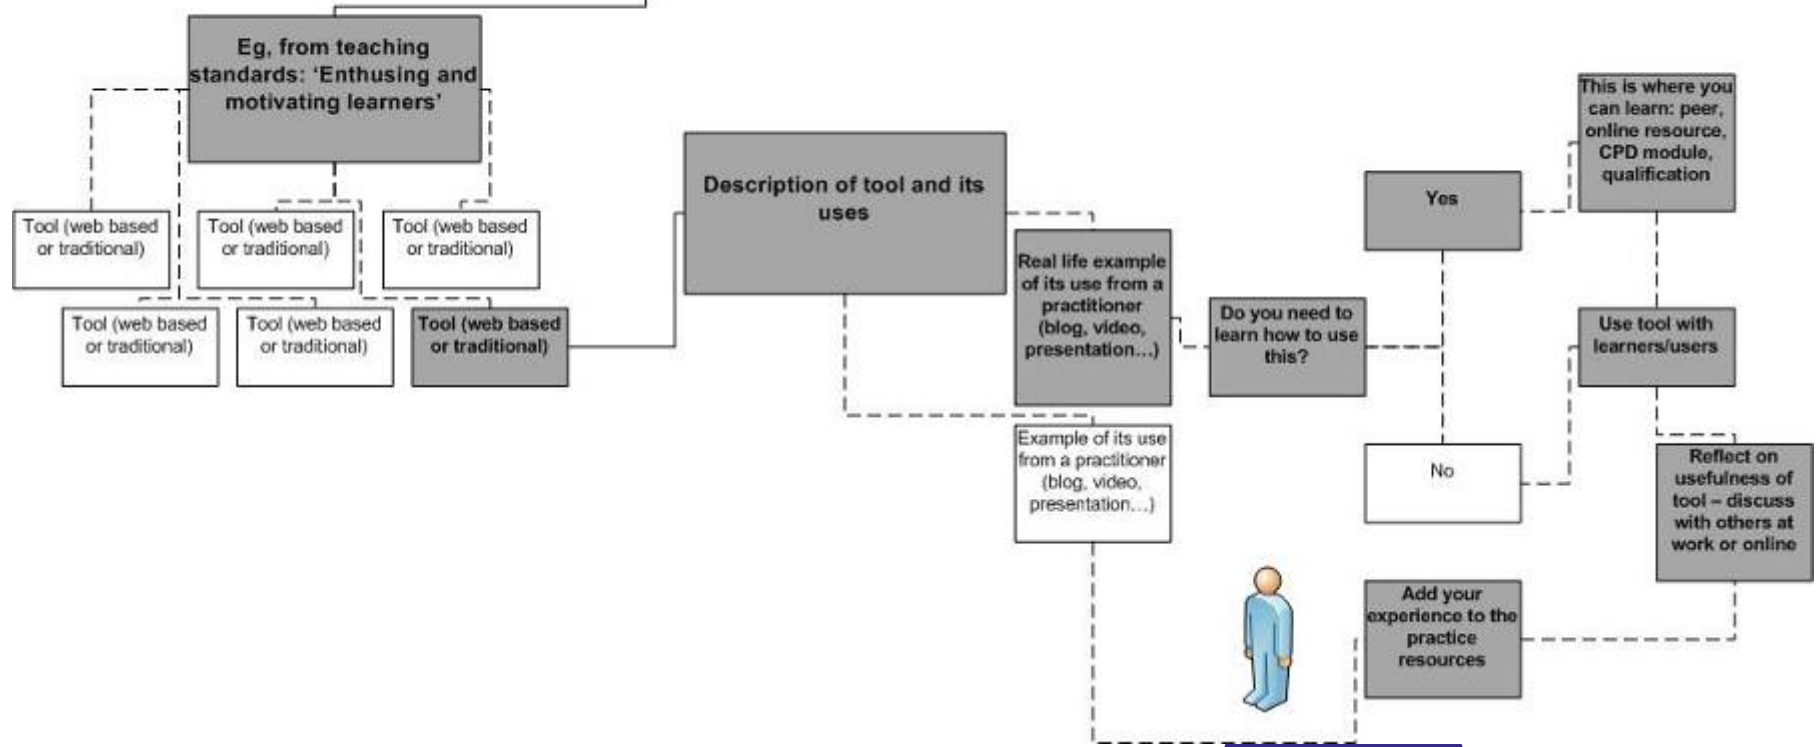 Eg, from teaching
standards: ‘Enthusing and
motivating learners’
Tool (web based
or traditional)
Tool (web based
or traditional)
Tool (web based
or traditional)
Tool (web based
or traditional)
Tool (web based
or traditional)
Tool (web based
or traditional)
Description of tool and its
uses
Real life example
of its use from a
practitioner
(blog, video,
presentation…)
Example of its use
from a practitioner
(blog, video,
presentation…)
Do you need to
learn how to use
this?
Yes
No
This is where you
can learn: peer,
online resource,
CPD module,
qualification
Use tool with
learners/users
Reflect on
usefulness of
tool – discuss
with others at
work or online
Add your
experience to the
practice
resources